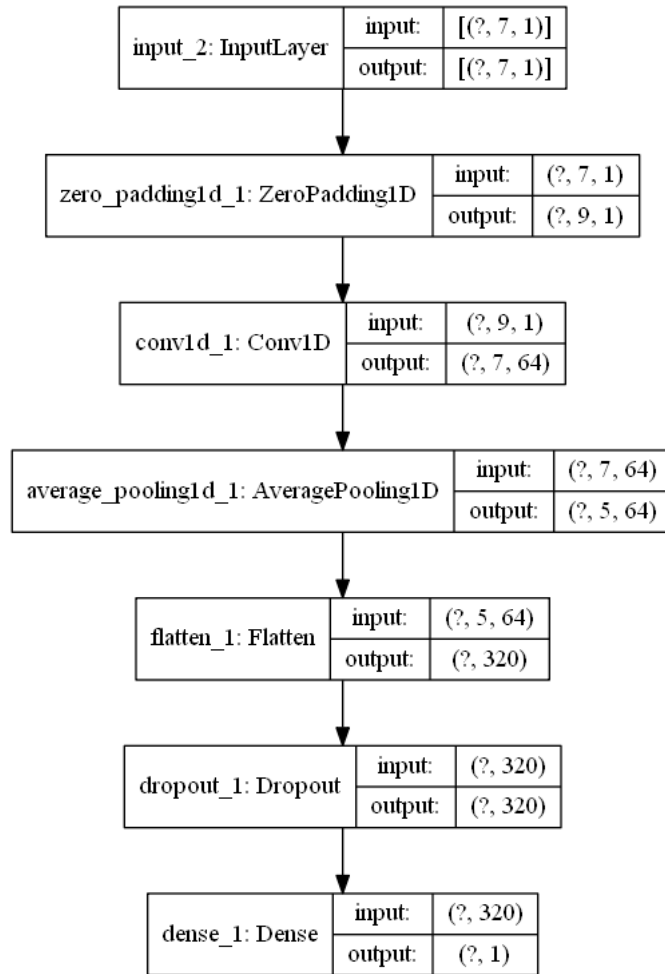 input_2: InputLayer
input: [(?, 7, 1)]
output: [(?, 7, 1)]
zero_padding1d_1: ZeroPadding1D
input: (?, 7, 1)
output: (?, 9, 1)
conv1d_1: Conv1D
input: (?, 9, 1)
output: (?, 7, 64)
average_pooling1d_1: AveragePooling1D
input: (?, 7, 64)
output: (?, 5, 64)
flatten_1: Flatten
input: (?, 5, 64)
output: (?, 320)
dropout_1: Dropout
input: (?, 320)
output: (?, 320)
dense_1: Dense
input: (?, 320)
output: (?, 1)